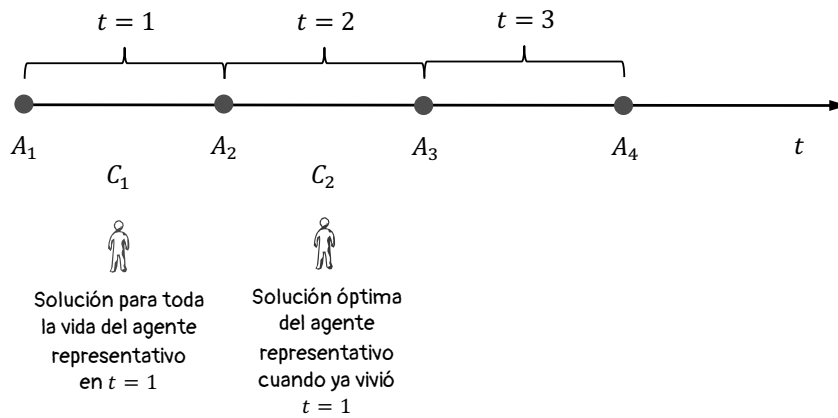 t = 1
t = 2
t = 3
A₁
A₂
A₃
A₄
t
C₁
C₂
Solución para toda
la vida del agente
representativo
en t = 1
Solución óptima
del agente
representativo
cuando ya vivió
t = 1